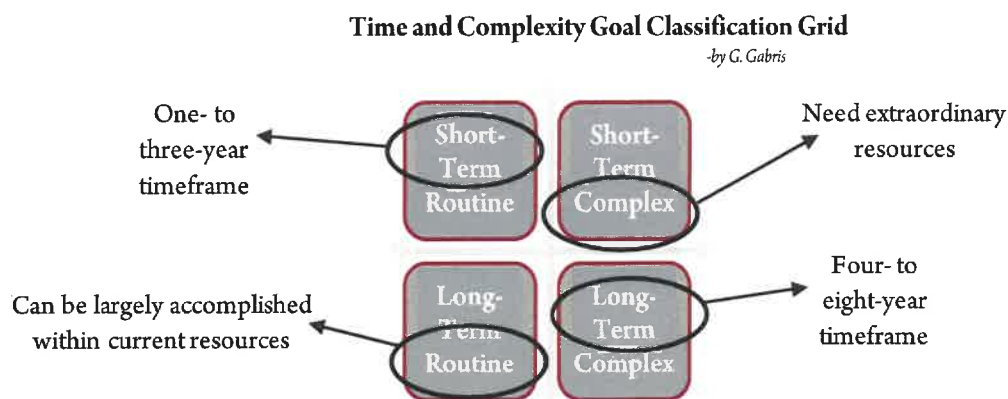 Time and Complexity Goal Classification Grid
-by G. Gabris
One- to
three-year
timeframe
Short-
Term
Routine
Short-
Term
Complex
Need extraordinary
resources
Can be largely accomplished
within current resources
Long-
Term
Routine
Long-
Term
Complex
Four- to
eight-year
timeframe